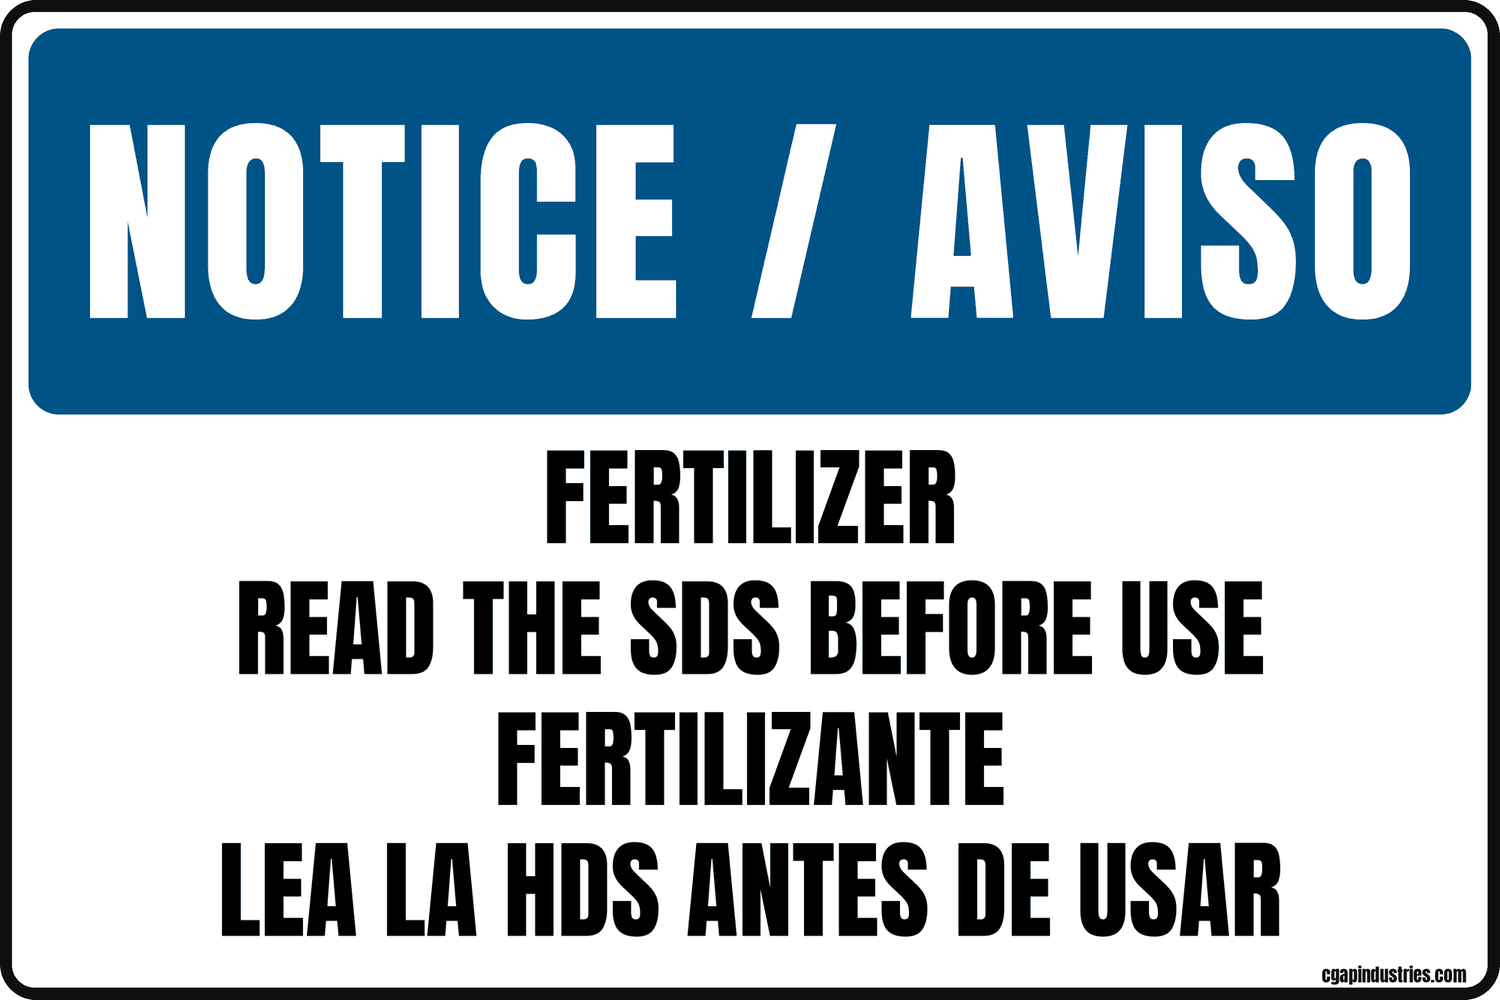 NOTICE / AVISO
FERTILIZER
READ THE SDS BEFORE USE
FERTILIZANTE
LEA LA HDS ANTES DE USAR
cgapindustries.com